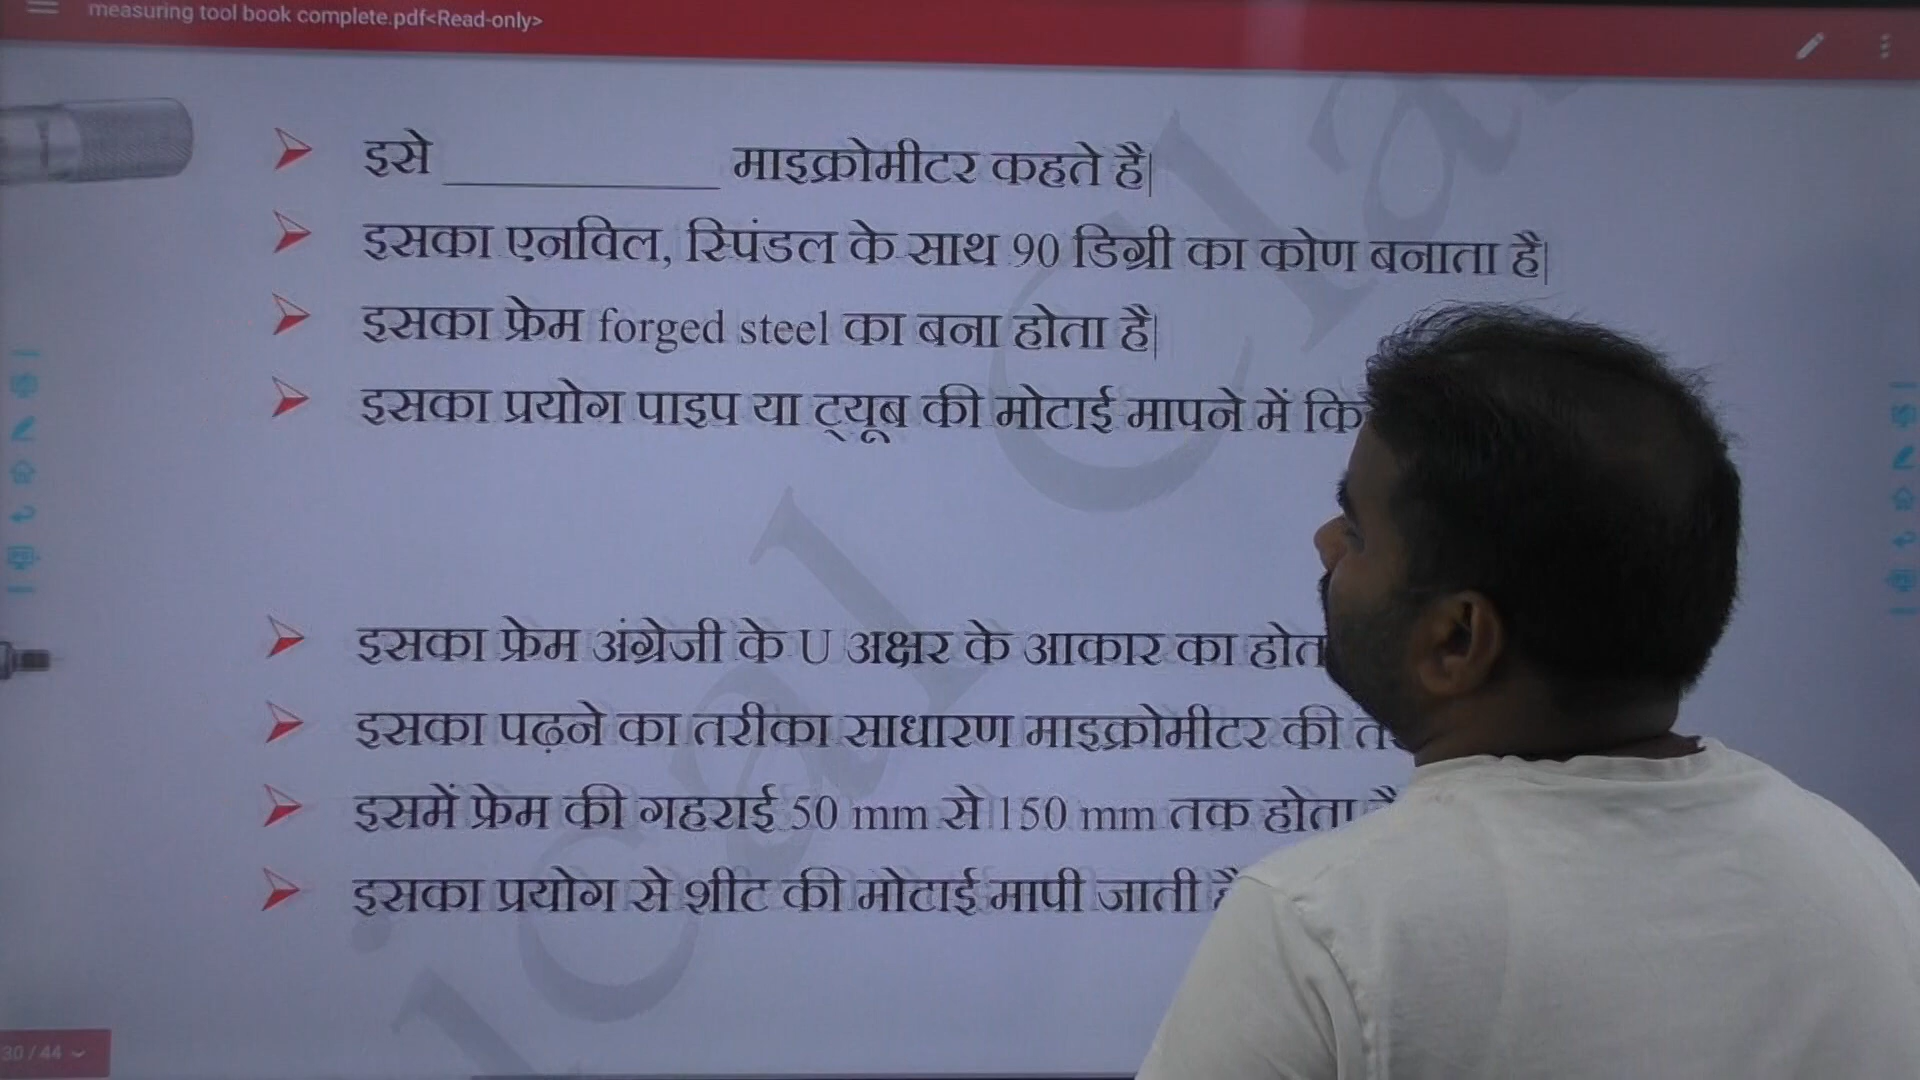 measuring tool book complete.pdf<Read-only>
इसे __________ माइक्रोमीटर कहते है|
इसका एनविल, स्पिंडल के साथ 90 डिग्री का कोण बनाता है|
इसका फ्रेम forged steel का बना होता है|
इसका प्रयोग पाइप या ट्यूब की मोटाई मापने में
इसका फ्रेम अंग्रेजी के U अक्षर के आकार का
इसका पढ़ने का तरीका साधारण माइक्रोमीटर की
इसमें फ्रेम की गहराई 50 mm से 150 mm तक होता
इसका प्रयोग से शीट की मोटाई मापी जाती
30 / 44